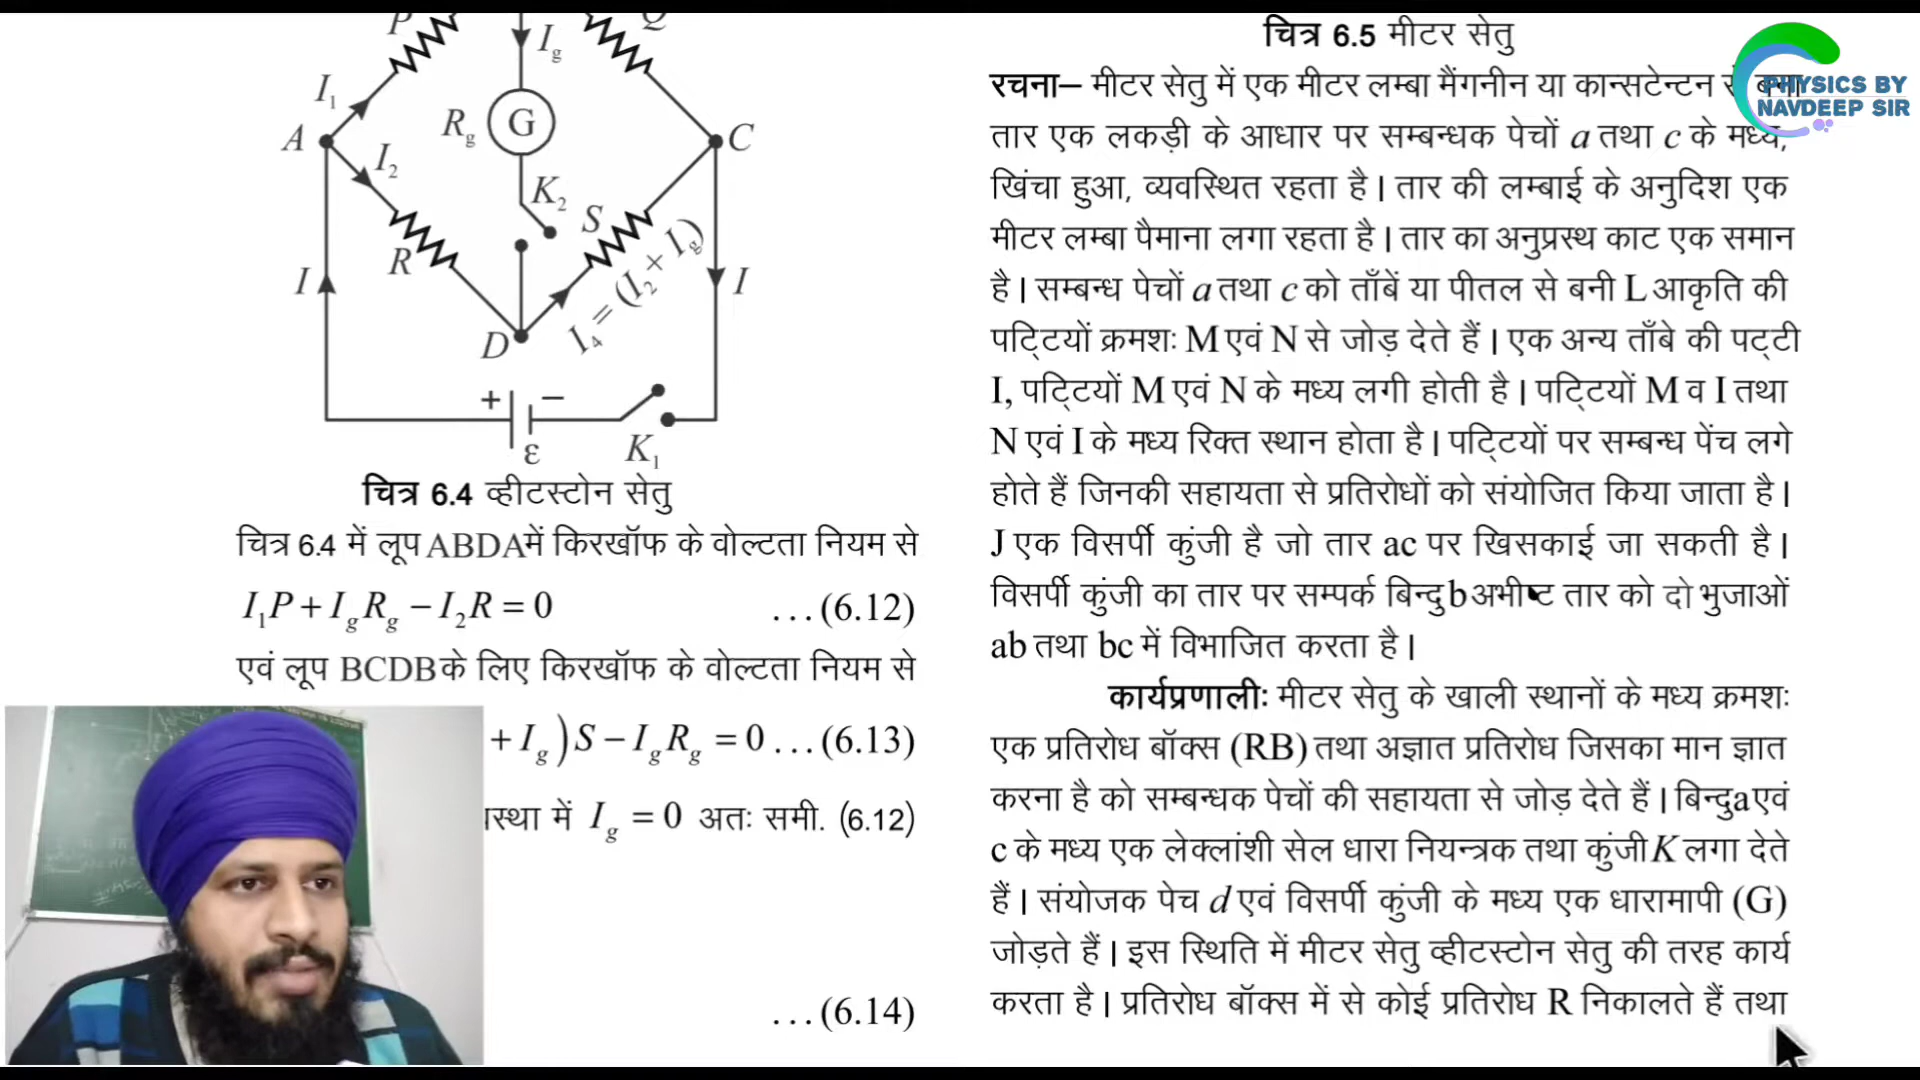 P
Q
I₁
I_g
A
R_g
G
C
I₂
K₂
S
R
I
I
D
I₄ = (I₂ + I_g)
+
−
ε
K₁
चित्र 6.4 व्हीटस्टोन सेतु
चित्र 6.4 में लूप ABDA में किरखॉफ के वोल्टता नियम से
I₁P + I_gR_g − I₂R = 0 ...(6.12)
एवं लूप BCDB के लिए किरखॉफ के वोल्टता नियम से
+ I_g)S − I_gR_g = 0 ...(6.13)
स्था में I_g = 0 अतः समी. (6.12)
...(6.14)
चित्र 6.5 मीटर सेतु
रचना– मीटर सेतु में एक मीटर लम्बा मैंगनीन या कान्सटेन्टन
तार एक लकड़ी के आधार पर सम्बन्धक पेचों a तथा c के मध्य,
खिंचा हुआ, व्यवस्थित रहता है। तार की लम्बाई के अनुदिश एक
मीटर लम्बा पैमाना लगा रहता है। तार का अनुप्रस्थ काट एक समान
है। सम्बन्ध पेचों a तथा c को ताँबें या पीतल से बनी L आकृति की
पट्टियों क्रमशः M एवं N से जोड़ देते हैं। एक अन्य ताँबे की पट्टी
I, पट्टियों M एवं N के मध्य लगी होती है। पट्टियों M व I तथा
N एवं I के मध्य रिक्त स्थान होता है। पट्टियों पर सम्बन्ध पेंच लगे
होते हैं जिनकी सहायता से प्रतिरोधों को संयोजित किया जाता है।
J एक विसर्पी कुंजी है जो तार ac पर खिसकाई जा सकती है।
विसर्पी कुंजी का तार पर सम्पर्क बिन्दु b अभीष्ट तार को दो भुजाओं
ab तथा bc में विभाजित करता है।
कार्यप्रणालीः मीटर सेतु के खाली स्थानों के मध्य क्रमशः
एक प्रतिरोध बॉक्स (RB) तथा अज्ञात प्रतिरोध जिसका मान ज्ञात
करना है को सम्बन्धक पेचों की सहायता से जोड़ देते हैं। बिन्दु a एवं
c के मध्य एक लेक्लांशी सेल धारा नियन्त्रक तथा कुंजी K लगा देते
हैं। संयोजक पेच d एवं विसर्पी कुंजी के मध्य एक धारामापी (G)
जोड़ते हैं। इस स्थिति में मीटर सेतु व्हीटस्टोन सेतु की तरह कार्य
करता है। प्रतिरोध बॉक्स में से कोई प्रतिरोध R निकालते हैं तथा
PHYSICS BY
NAVDEEP SIR